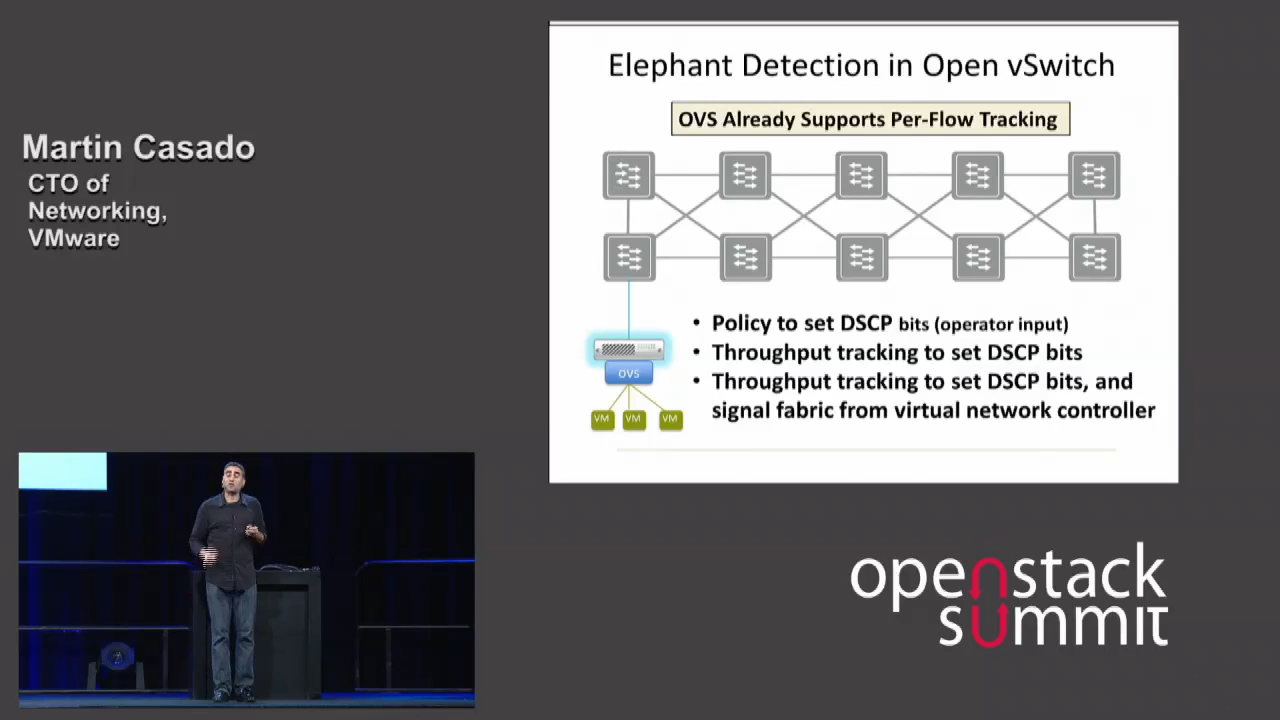 Martin Casado
CTO of
Networking,
VMware
Elephant Detection in Open vSwitch
OVS Already Supports Per-Flow Tracking
• Policy to set DSCP bits (operator input)
• Throughput tracking to set DSCP bits
• Throughput tracking to set DSCP bits, and
signal fabric from virtual network controller
OVS
VM VM VM
openstack
summit